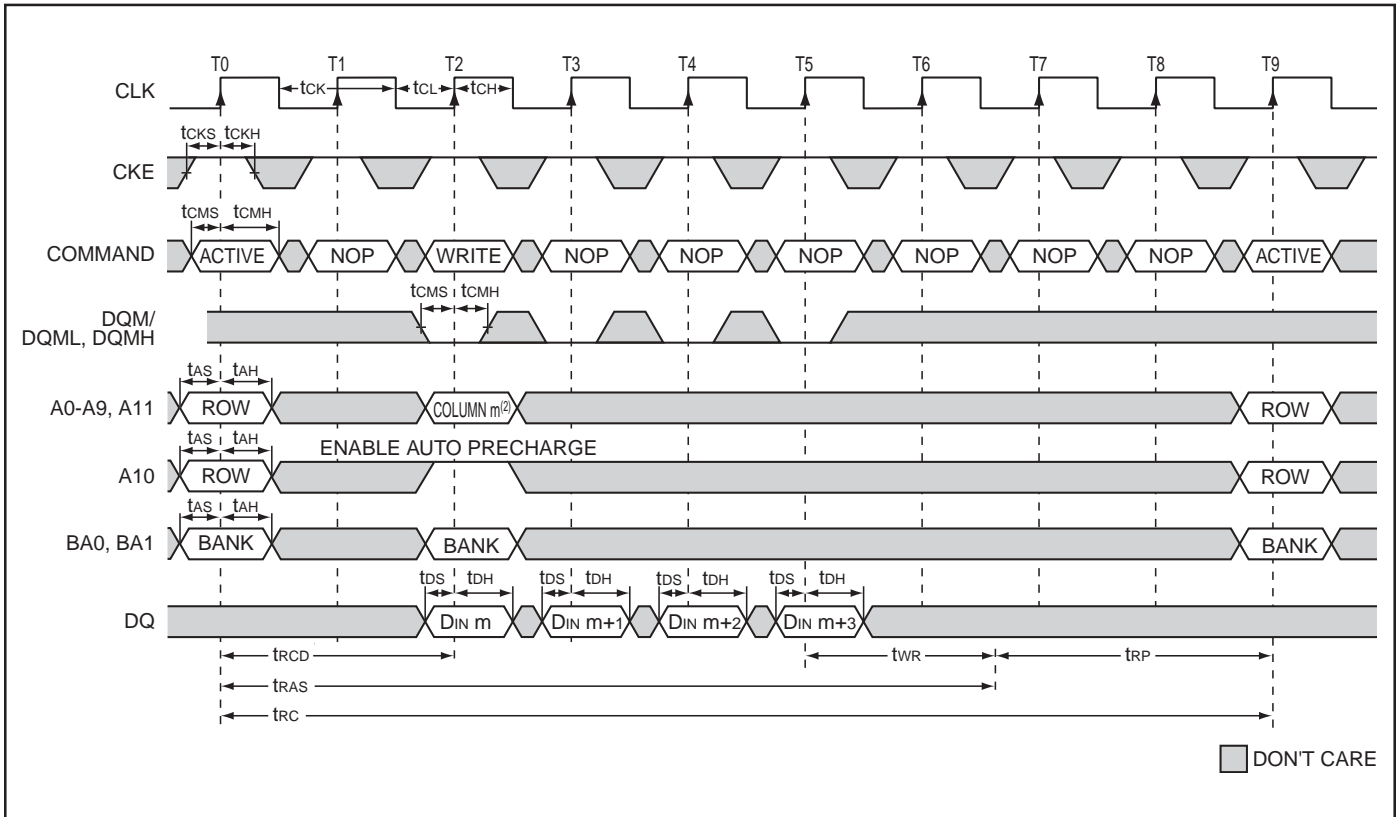 T0 T1 T2 T3 T4 T5 T6 T7 T8 T9
CLK tCK tCL tCH
tCKS tCKH
CKE
tCMS tCMH
COMMAND ACTIVE NOP WRITE NOP NOP NOP NOP NOP NOP ACTIVE
tCMS tCMH
DQM/
DQML, DQMH
tAS tAH
A0-A9, A11 ROW COLUMN m(2) ROW
tAS tAH ENABLE AUTO PRECHARGE
A10 ROW ROW
tAS tAH
BA0, BA1 BANK BANK BANK
tDS tDH tDS tDH tDS tDH tDS tDH
DQ DIN m DIN m+1 DIN m+2 DIN m+3
tRCD tWR tRP
tRAS
tRC
DON'T CARE